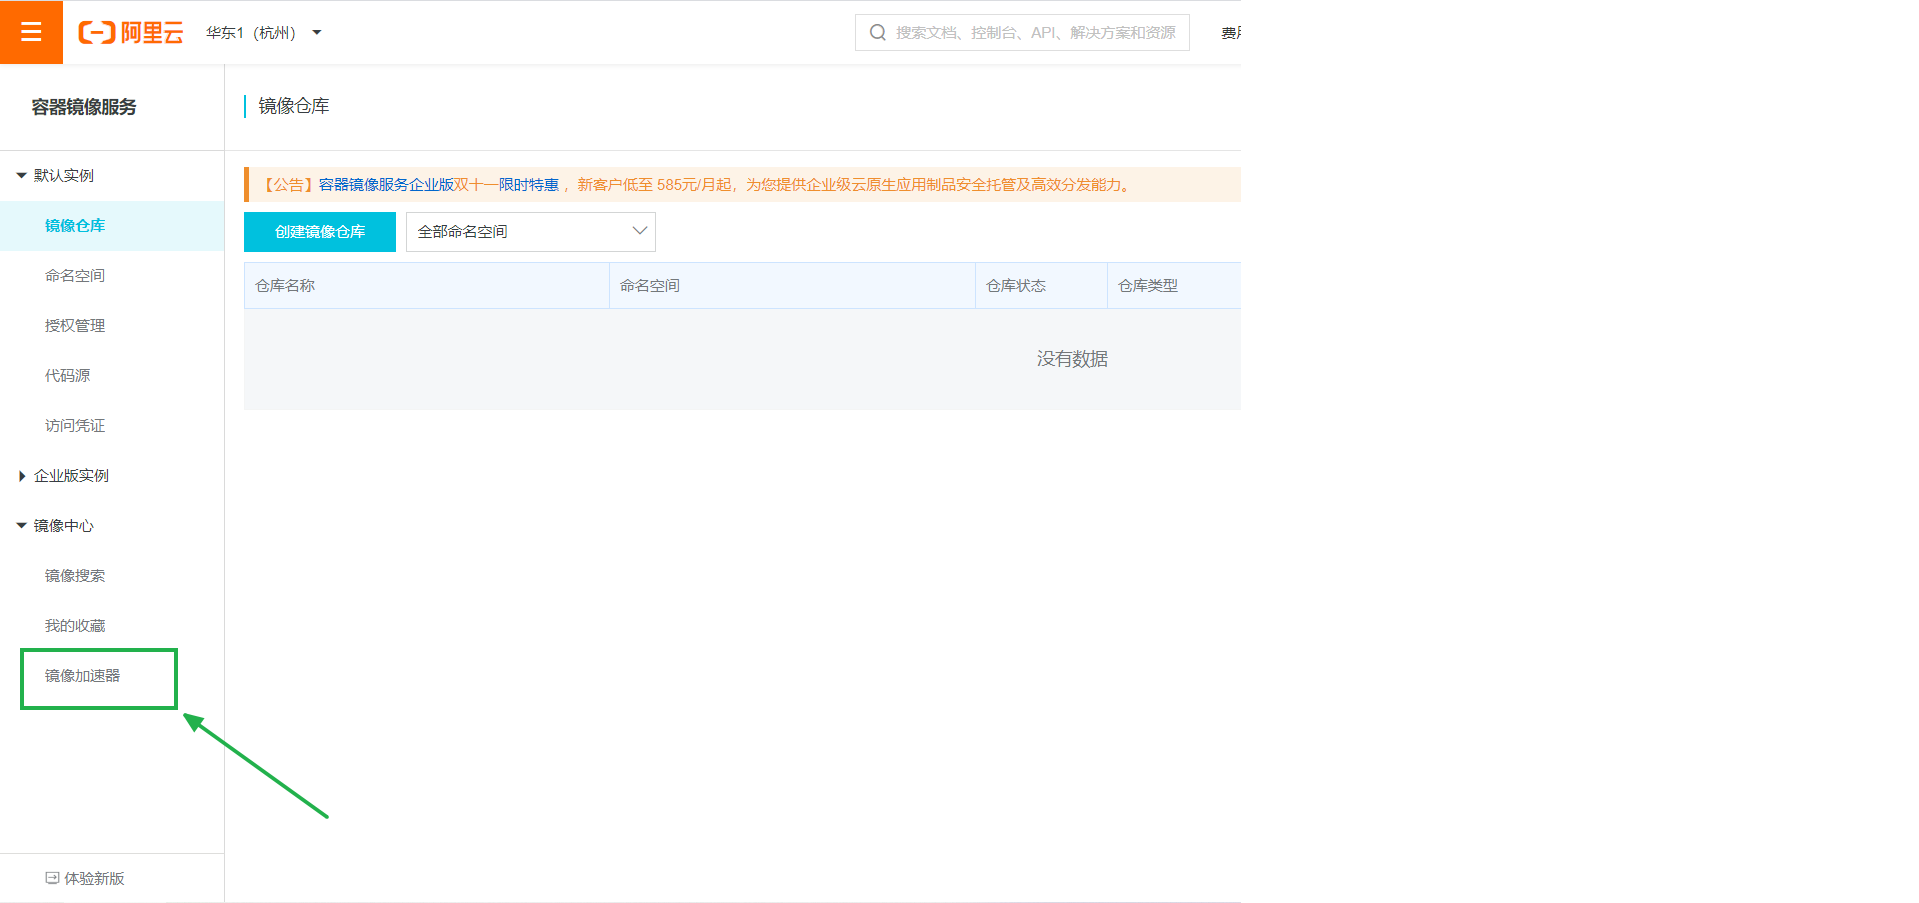 阿里云
华东1（杭州）
搜索文档、控制台、API、解决方案和资源
费用
容器镜像服务
镜像仓库
默认实例
镜像仓库
命名空间
授权管理
代码源
访问凭证
企业版实例
镜像中心
镜像搜索
我的收藏
镜像加速器
体验新版
【公告】容器镜像服务企业版双十一限时特惠 ，新客户低至 585元/月起，为您提供企业级云原生应用制品安全托管及高效分发能力。
创建镜像仓库
全部命名空间
仓库名称 命名空间 仓库状态 仓库类型
没有数据